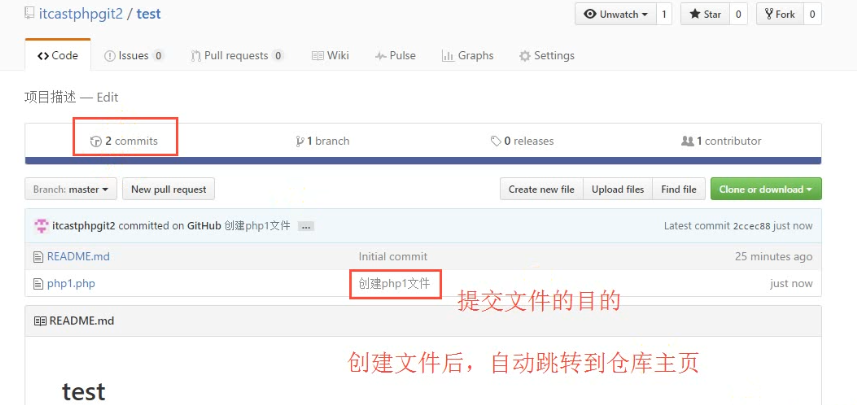 itcastphpgit2 / test
Unwatch 1 Star 0 Fork 0
Code Issues 0 Pull requests 0 Wiki Pulse Graphs Settings
项目描述 — Edit
2 commits 1 branch 0 releases 1 contributor
Branch: master New pull request Create new file Upload files Find file Clone or download
itcastphpgit2 committed on GitHub 创建php1文件 ... Latest commit 2ccec88 just now
README.md Initial commit 25 minutes ago
php1.php 创建php1文件 just now
提交文件的目的
README.md
创建文件后，自动跳转到仓库主页
test